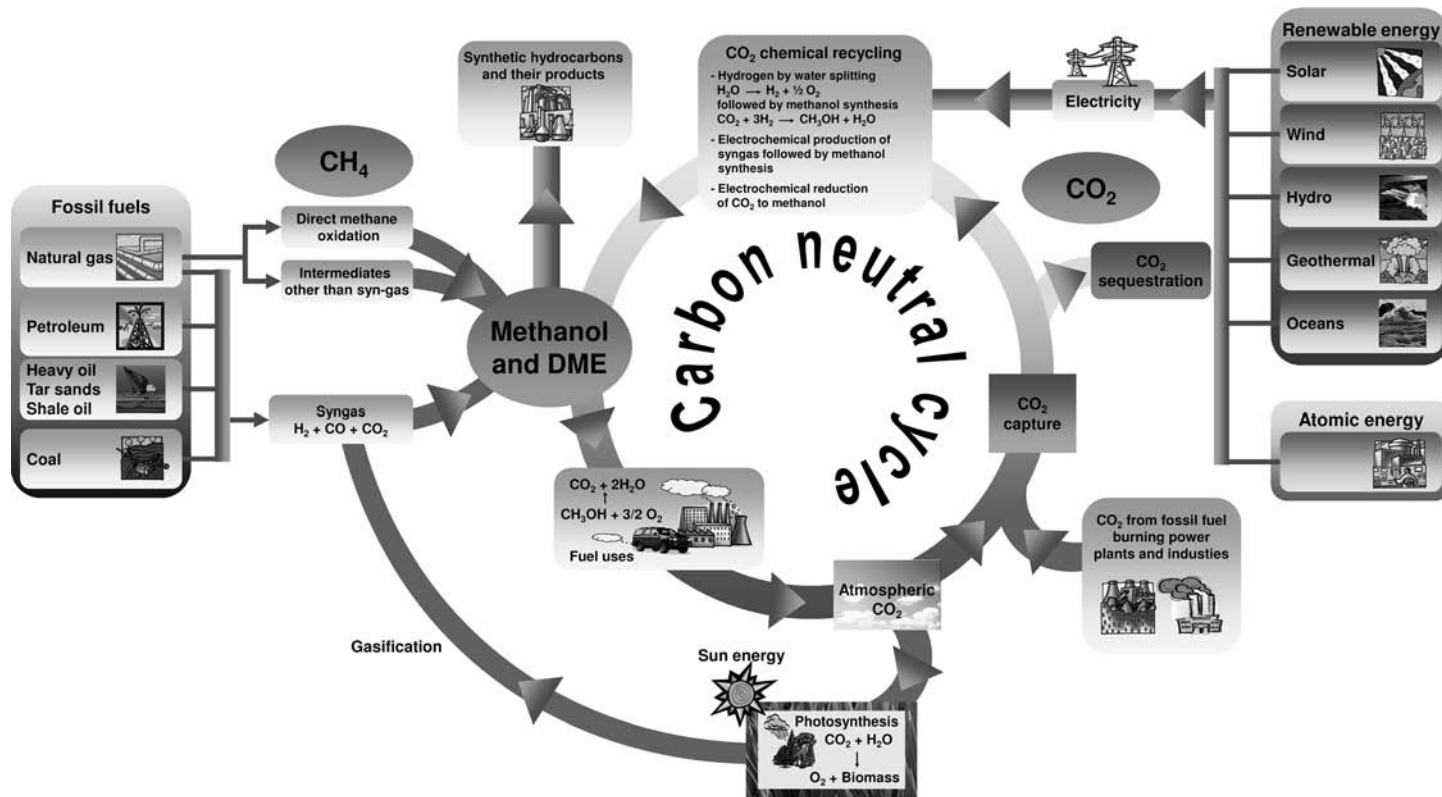 Fossil fuels
Natural gas
Petroleum
Heavy oil
Tar sands
Shale oil
Coal
CH₄
Direct methane
oxidation
Intermediates
other than syn-gas
Syngas
H₂ + CO + CO₂
Synthetic hydrocarbons
and their products
Methanol
and DME
CO₂ chemical recycling
- Hydrogen by water splitting
H₂O → H₂ + ½ O₂
followed by methanol synthesis
CO₂ + 3H₂ → CH₃OH + H₂O
- Electrochemical production of
syngas followed by methanol
synthesis
- Electrochemical reduction
of CO₂ to methanol
Carbon neutral cycle
Electricity
CO₂
CO₂
sequestration
CO₂
capture
Renewable energy
Solar
Wind
Hydro
Geothermal
Oceans
Atomic energy
CO₂ from fossil fuel
burning power
plants and industies
CO₂ + 2H₂O
↑
CH₃OH + 3/2 O₂
Fuel uses
Atmospheric
CO₂
Gasification
Sun energy
Photosynthesis
CO₂ + H₂O
↓
O₂ + Biomass